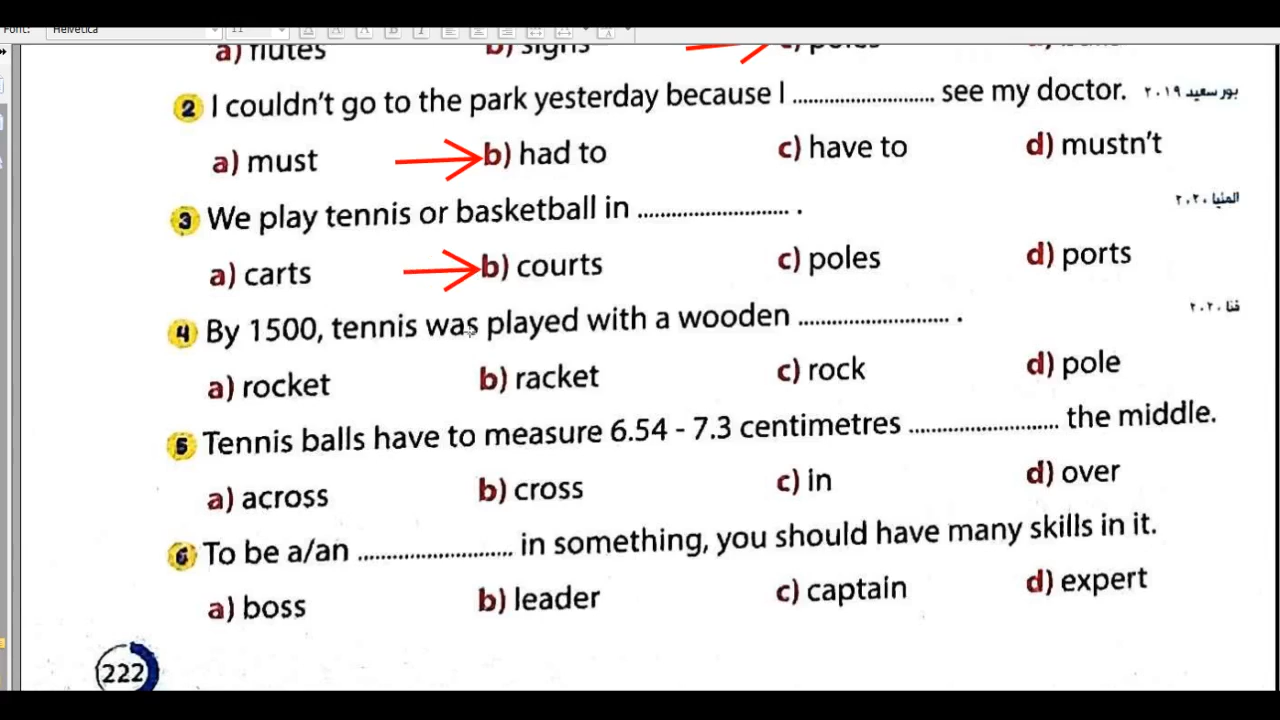 Font: Helvetica 11
a) flutes b) signs c) poles
2 I couldn't go to the park yesterday because I ........................ see my doctor. بورسعيد ٢٠١٩
a) must b) had to c) have to d) mustn't
3 We play tennis or basketball in .......................... . المنيا ٢٠٢٠
a) carts b) courts c) poles d) ports
4 By 1500, tennis was played with a wooden .......................... . قنا ٢٠٢٠
a) rocket b) racket c) rock d) pole
5 Tennis balls have to measure 6.54 - 7.3 centimetres .......................... the middle.
a) across b) cross c) in d) over
6 To be a/an .......................... in something, you should have many skills in it.
a) boss b) leader c) captain d) expert
222